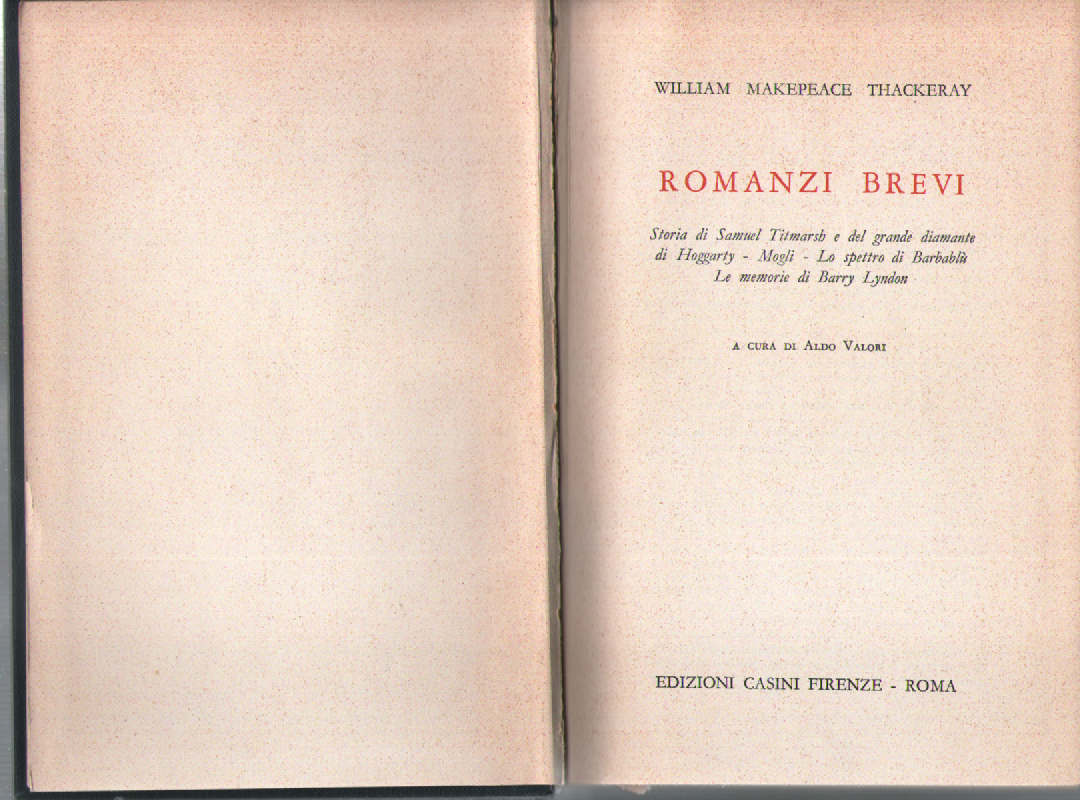 WILLIAM MAKEPEACE THACKERAY
ROMANZI BREVI
Storia di Samuel Titmarsh e del grande diamante
di Hoggarty - Mogli - Lo spettro di Barbablù
Le memorie di Barry Lyndon
A CURA DI ALDO VALORI
EDIZIONI CASINI FIRENZE - ROMA